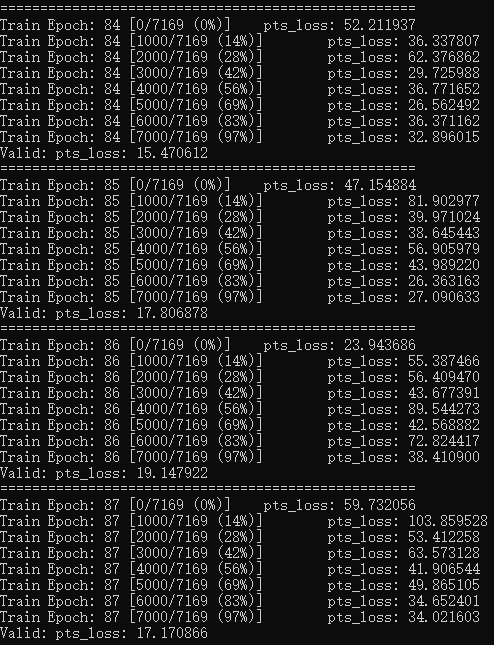 ====================================================
Train Epoch: 84 [0/7169 (0%)]    pts_loss: 52.211937
Train Epoch: 84 [1000/7169 (14%)]        pts_loss: 36.337807
Train Epoch: 84 [2000/7169 (28%)]        pts_loss: 62.376862
Train Epoch: 84 [3000/7169 (42%)]        pts_loss: 29.725988
Train Epoch: 84 [4000/7169 (56%)]        pts_loss: 36.771652
Train Epoch: 84 [5000/7169 (69%)]        pts_loss: 26.562492
Train Epoch: 84 [6000/7169 (83%)]        pts_loss: 36.371162
Train Epoch: 84 [7000/7169 (97%)]        pts_loss: 32.896015
Valid: pts_loss: 15.470612
====================================================
Train Epoch: 85 [0/7169 (0%)]    pts_loss: 47.154884
Train Epoch: 85 [1000/7169 (14%)]        pts_loss: 81.902977
Train Epoch: 85 [2000/7169 (28%)]        pts_loss: 39.971024
Train Epoch: 85 [3000/7169 (42%)]        pts_loss: 38.645443
Train Epoch: 85 [4000/7169 (56%)]        pts_loss: 56.905979
Train Epoch: 85 [5000/7169 (69%)]        pts_loss: 43.989220
Train Epoch: 85 [6000/7169 (83%)]        pts_loss: 26.363163
Train Epoch: 85 [7000/7169 (97%)]        pts_loss: 27.090633
Valid: pts_loss: 17.806878
====================================================
Train Epoch: 86 [0/7169 (0%)]    pts_loss: 23.943686
Train Epoch: 86 [1000/7169 (14%)]        pts_loss: 55.387466
Train Epoch: 86 [2000/7169 (28%)]        pts_loss: 56.409470
Train Epoch: 86 [3000/7169 (42%)]        pts_loss: 43.677391
Train Epoch: 86 [4000/7169 (56%)]        pts_loss: 89.544273
Train Epoch: 86 [5000/7169 (69%)]        pts_loss: 42.568882
Train Epoch: 86 [6000/7169 (83%)]        pts_loss: 72.824417
Train Epoch: 86 [7000/7169 (97%)]        pts_loss: 38.410900
Valid: pts_loss: 19.147922
====================================================
Train Epoch: 87 [0/7169 (0%)]    pts_loss: 59.732056
Train Epoch: 87 [1000/7169 (14%)]        pts_loss: 103.859528
Train Epoch: 87 [2000/7169 (28%)]        pts_loss: 53.412258
Train Epoch: 87 [3000/7169 (42%)]        pts_loss: 63.573128
Train Epoch: 87 [4000/7169 (56%)]        pts_loss: 41.906544
Train Epoch: 87 [5000/7169 (69%)]        pts_loss: 49.865105
Train Epoch: 87 [6000/7169 (83%)]        pts_loss: 34.652401
Train Epoch: 87 [7000/7169 (97%)]        pts_loss: 34.021603
Valid: pts_loss: 17.170866